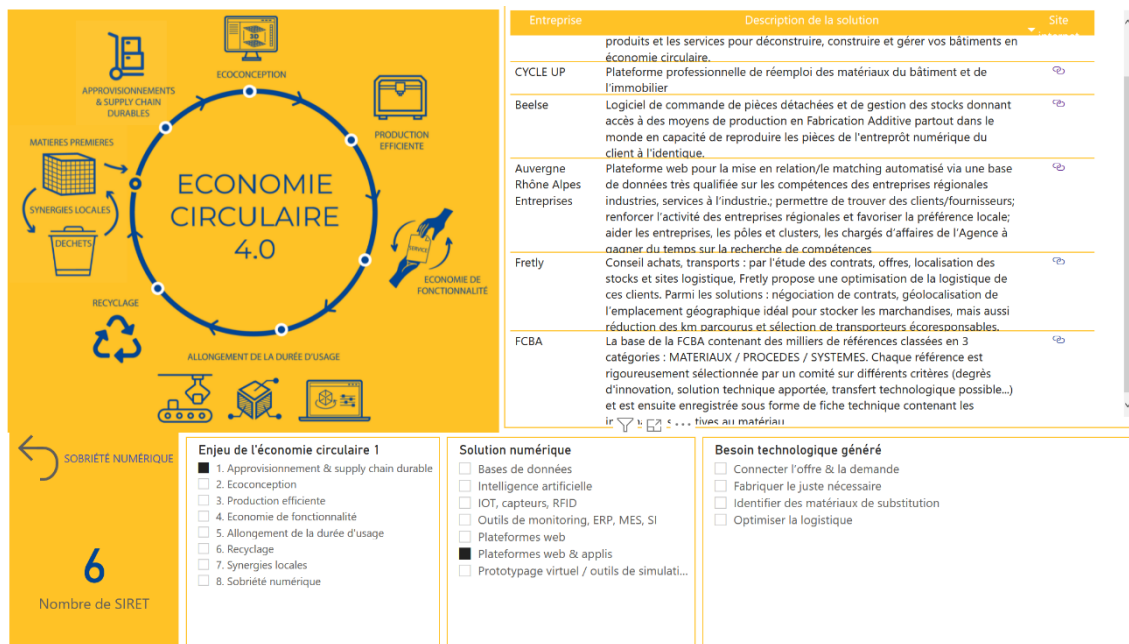 ECOCONCEPTION
3D
APPROVISIONNEMENTS
& SUPPLY CHAIN
DURABLES
PRODUCTION
EFFICIENTE
MATIERES PREMIERES
ECONOMIE
CIRCULAIRE
4.0
SYNERGIES LOCALES
DECHETS
SERVICE
ECONOMIE DE
FONCTIONNALITÉ
RECYCLAGE
ALLONGEMENT DE LA DURÉE D'USAGE
Entreprise Description de la solution Site
produits et les services pour déconstruire, construire et gérer vos bâtiments en
économie circulaire.
CYCLE UP Plateforme professionnelle de réemploi des matériaux du bâtiment et de
l'immobilier
Beelse Logiciel de commande de pièces détachées et de gestion des stocks donnant
accès à des moyens de production en Fabrication Additive partout dans le
monde en capacité de reproduire les pièces de l'entreprôt numérique du
client à l'identique.
Auvergne Plateforme web pour la mise en relation/le matching automatisé via une base
Rhône Alpes de données très qualifiée sur les compétences des entreprises régionales
Entreprises industries, services à l'industrie.; permettre de trouver des clients/fournisseurs;
renforcer l'activité des entreprises régionales et favoriser la préférence locale;
aider les entreprises, les pôles et clusters, les chargés d'affaires de l'Agence à
gagner du temps sur la recherche de compétences
Fretly Conseil achats, transports : par l'étude des contrats, offres, localisation des
stocks et sites logistique, Fretly propose une optimisation de la logistique de
ces clients. Parmi les solutions : négociation de contrats, géolocalisation de
l'emplacement géographique idéal pour stocker les marchandises, mais aussi
réduction des km parcourus et sélection de transporteurs écoresponsables.
FCBA La base de la FCBA contenant des milliers de références classées en 3
catégories : MATERIAUX / PROCEDES / SYSTEMES. Chaque référence est
rigoureusement sélectionnée par un comité sur différents critères (degrès
d'innovation, solution technique apportée, transfert technologique possible...)
et est ensuite enregistrée sous forme de fiche technique contenant les
au matériau
SOBRIÉTÉ NUMÉRIQUE
6
Nombre de SIRET
Enjeu de l'économie circulaire 1
1. Approvisionnement & supply chain durable
2. Ecoconception
3. Production efficiente
4. Economie de fonctionnalité
5. Allongement de la durée d'usage
6. Recyclage
7. Synergies locales
8. Sobriété numérique
Solution numérique
Bases de données
Intelligence artificielle
IOT, capteurs, RFID
Outils de monitoring, ERP, MES, SI
Plateformes web
Plateformes web & applis
Prototypage virtuel / outils de simulati...
Besoin technologique généré
Connecter l'offre & la demande
Fabriquer le juste nécessaire
Identifier des matériaux de substitution
Optimiser la logistique